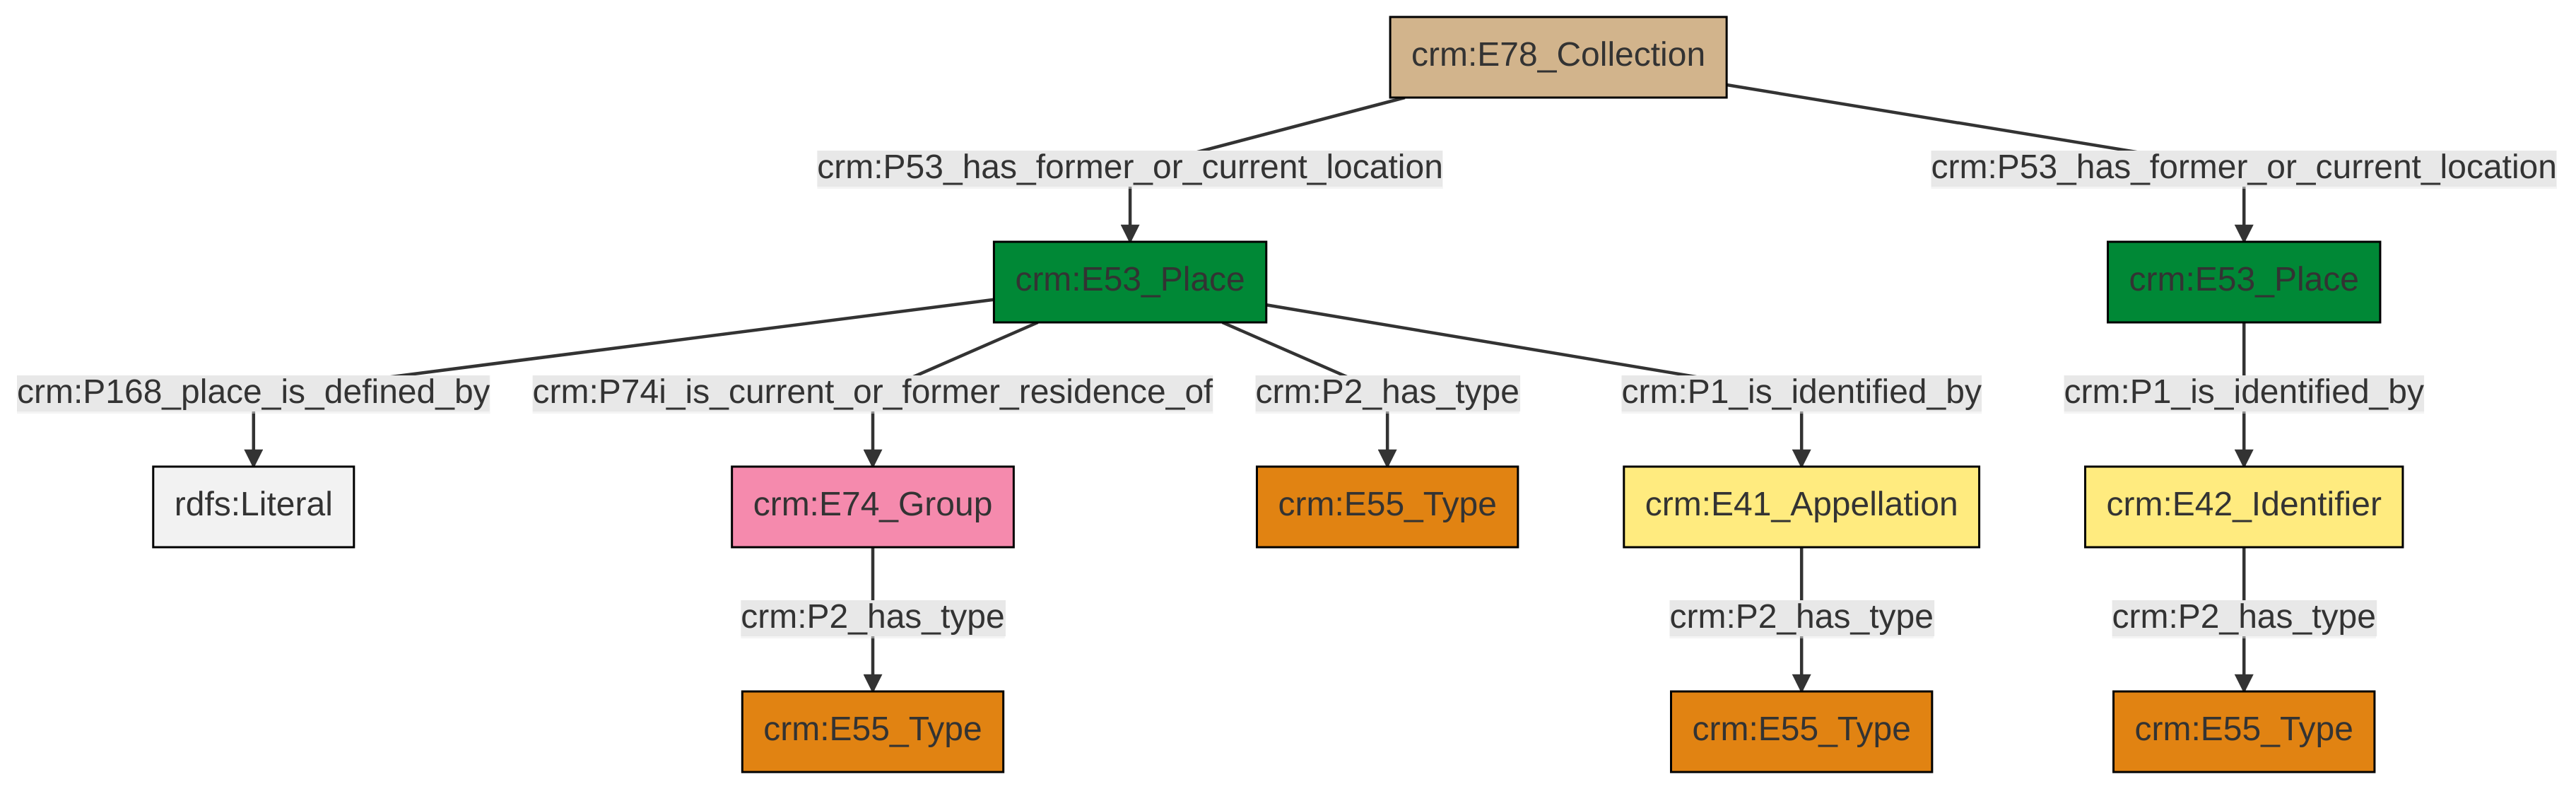 crm:E78_Collection
crm:P53_has_former_or_current_location
crm:P53_has_former_or_current_location
crm:E53_Place
crm:E53_Place
crm:P168_place_is_defined_by
crm:P74i_is_current_or_former_residence_of
crm:P2_has_type
crm:P1_is_identified_by
crm:P1_is_identified_by
rdfs:Literal
crm:E74_Group
crm:E55_Type
crm:E41_Appellation
crm:E42_Identifier
crm:P2_has_type
crm:P2_has_type
crm:P2_has_type
crm:E55_Type
crm:E55_Type
crm:E55_Type